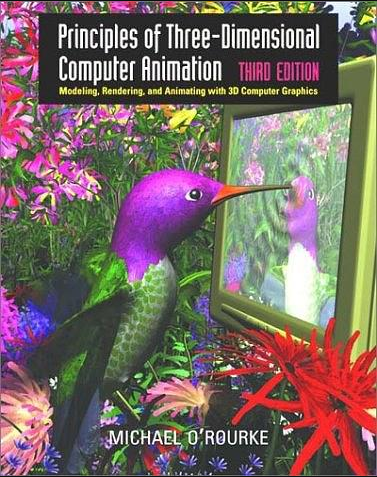 Principles of Three-Dimensional
Computer Animation THIRD EDITION
Modeling, Rendering, and Animating with 3D Computer Graphics
MICHAEL O'ROURKE